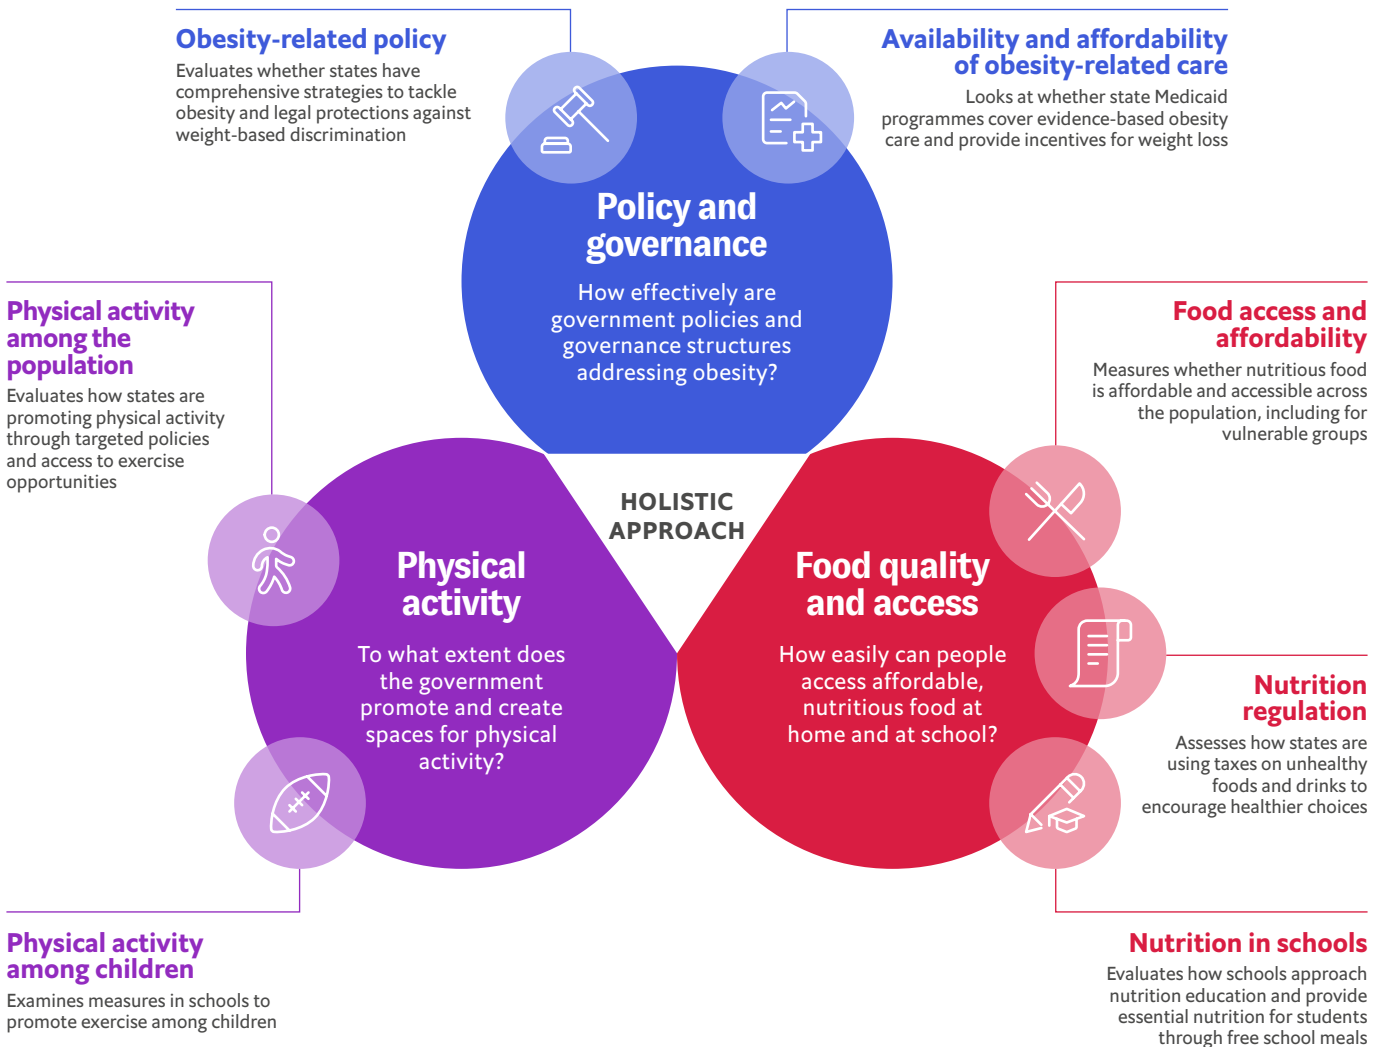 Obesity-related policy
Evaluates whether states have
comprehensive strategies to tackle
obesity and legal protections against
weight-based discrimination
Availability and affordability
of obesity-related care
Looks at whether state Medicaid
programmes cover evidence-based obesity
care and provide incentives for weight loss
Policy and
governance
How effectively are
government policies and
governance structures
addressing obesity?
Physical activity
among the
population
Evaluates how states are
promoting physical activity
through targeted policies
and access to exercise
opportunities
Food access and
affordability
Measures whether nutritious food
is affordable and accessible across
the population, including for
vulnerable groups
HOLISTIC
APPROACH
Physical
activity
To what extent does
the government
promote and create
spaces for physical
activity?
Food quality
and access
How easily can people
access affordable,
nutritious food at
home and at school?
Nutrition
regulation
Assesses how states are
using taxes on unhealthy
foods and drinks to
encourage healthier choices
Physical activity
among children
Examines measures in schools to
promote exercise among children
Nutrition in schools
Evaluates how schools approach
nutrition education and provide
essential nutrition for students
through free school meals